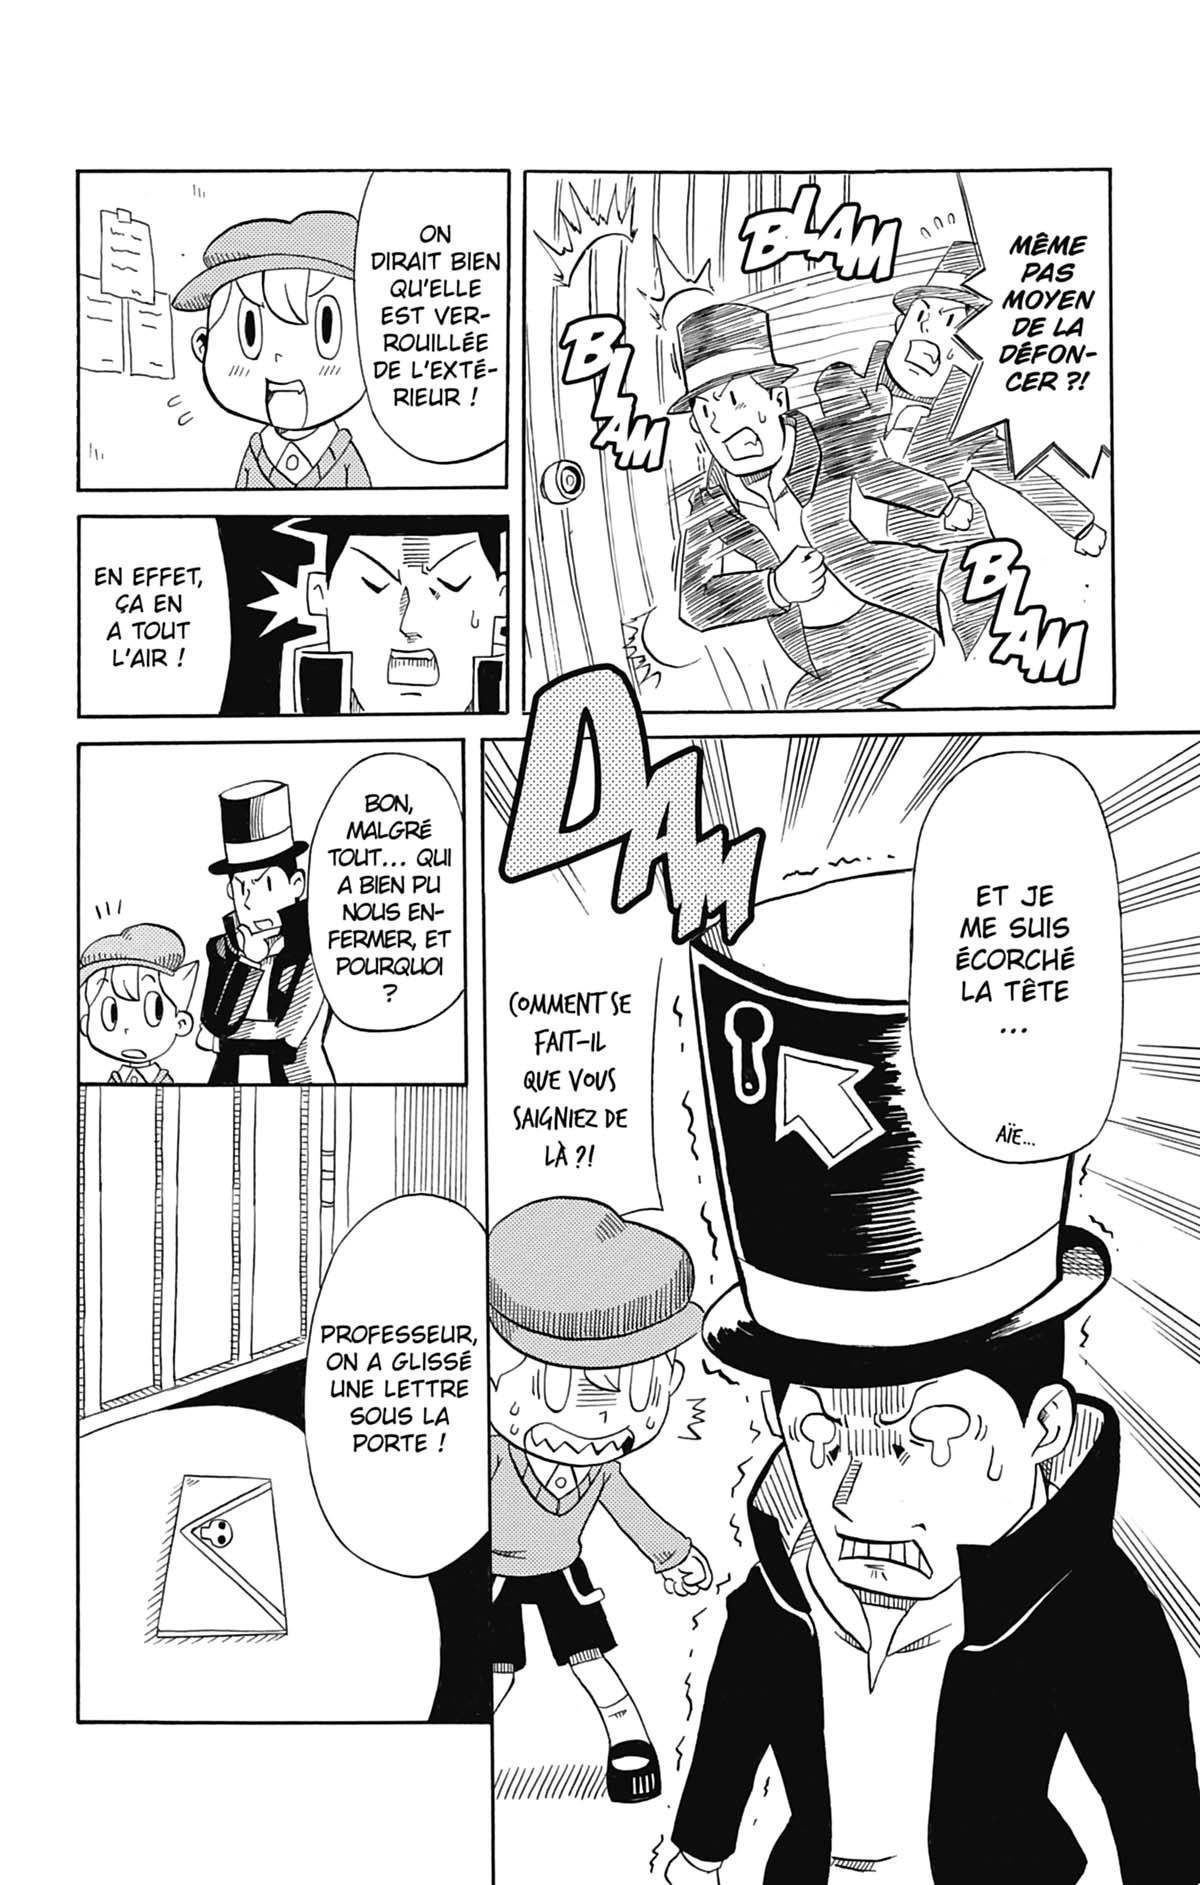 MÊME
PAS
MOYEN
DE LA
DÉFON-
CER ?!
BLAM
BLAM
BLAM
ON
DIRAIT BIEN
QU'ELLE
EST VER-
ROUILLÉE
DE L'EXTÉ-
RIEUR !
EN EFFET,
ÇA EN
A TOUT
L'AIR !
DAM
ET JE
ME SUIS
ÉCORCHÉ
LA TÊTE
...
AÏE...
COMMENT SE
FAIT-IL
QUE VOUS
SAIGNIEZ DE
LÀ ?!
BON,
MALGRÉ
TOUT... QUI
A BIEN PU
NOUS EN-
FERMER, ET
POURQUOI
?
PROFESSEUR,
ON A GLISSÉ
UNE LETTRE
SOUS LA
PORTE !